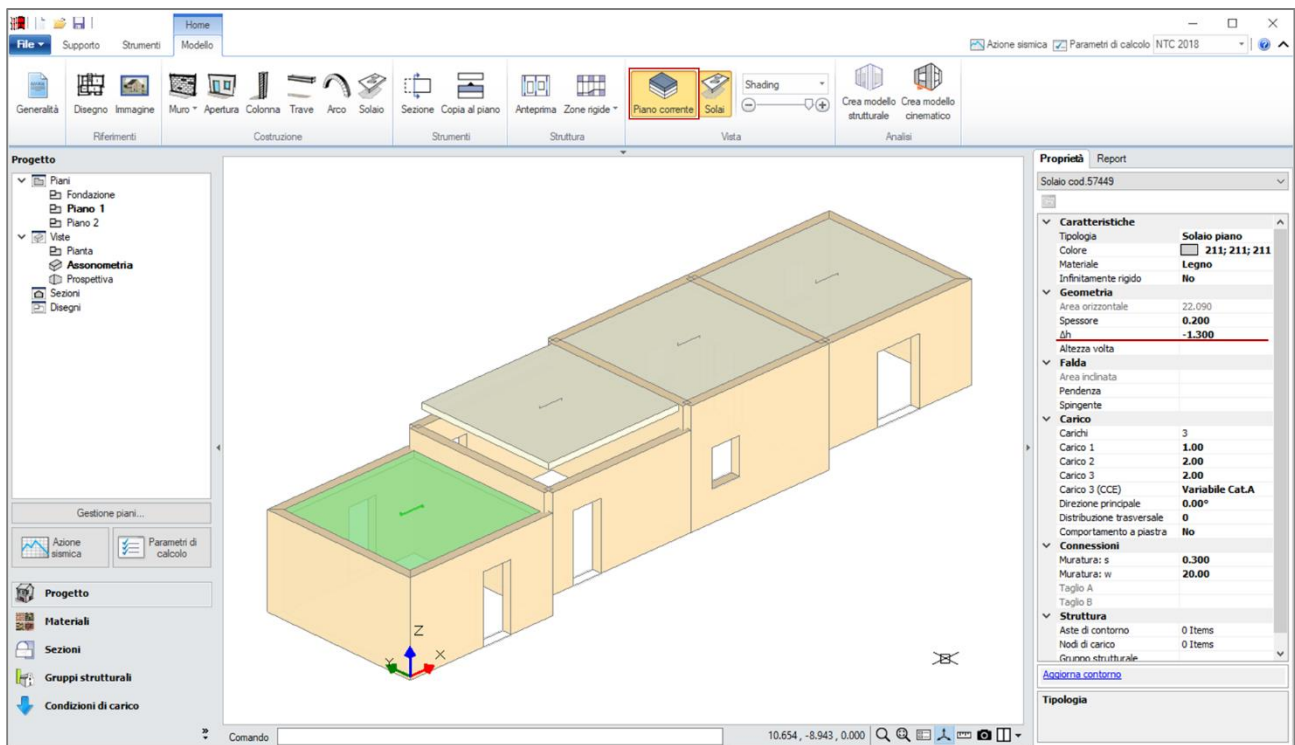 Home
File Supporto Strumenti Modello
Azione sismica Parametri di calcolo NTC 2018
Generalità Disegno Immagine Muro Apertura Colonna Trave Arco Solaio Sezione Copia al piano Anteprima Zone rigide Piano corrente Solai Shading Crea modello strutturale Crea modello cinematico
Riferimenti Costruzione Strumenti Struttura Vista Analisi
Progetto
Piani
Fondazione
Piano 1
Piano 2
Viste
Pianta
Assonometria
Prospettiva
Sezioni
Disegni
Gestione piani...
Azione sismica
Parametri di calcolo
Progetto
Materiali
Sezioni
Gruppi strutturali
Condizioni di carico
Z
X
Y
Comando
10.654 , -8.943 , 0.000
Proprietà Report
Solaio cod.57449
Caratteristiche
Tipologia Solaio piano
Colore 211; 211; 211
Materiale Legno
Infinitamente rigido No
Geometria
Area orizzontale 22.090
Spessore 0.200
Δh -1.300
Altezza volta
Falda
Area inclinata
Pendenza
Spingente
Carico
Carichi 3
Carico 1 1.00
Carico 2 2.00
Carico 3 2.00
Carico 3 (CCE) Variabile Cat.A
Direzione principale 0.00°
Distribuzione trasversale 0
Comportamento a piastra No
Connessioni
Muratura: s 0.300
Muratura: w 20.00
Taglio A
Taglio B
Struttura
Aste di contorno 0 Items
Nodi di carico 0 Items
Gruppo strutturale
Aggiorna contorno
Tipologia